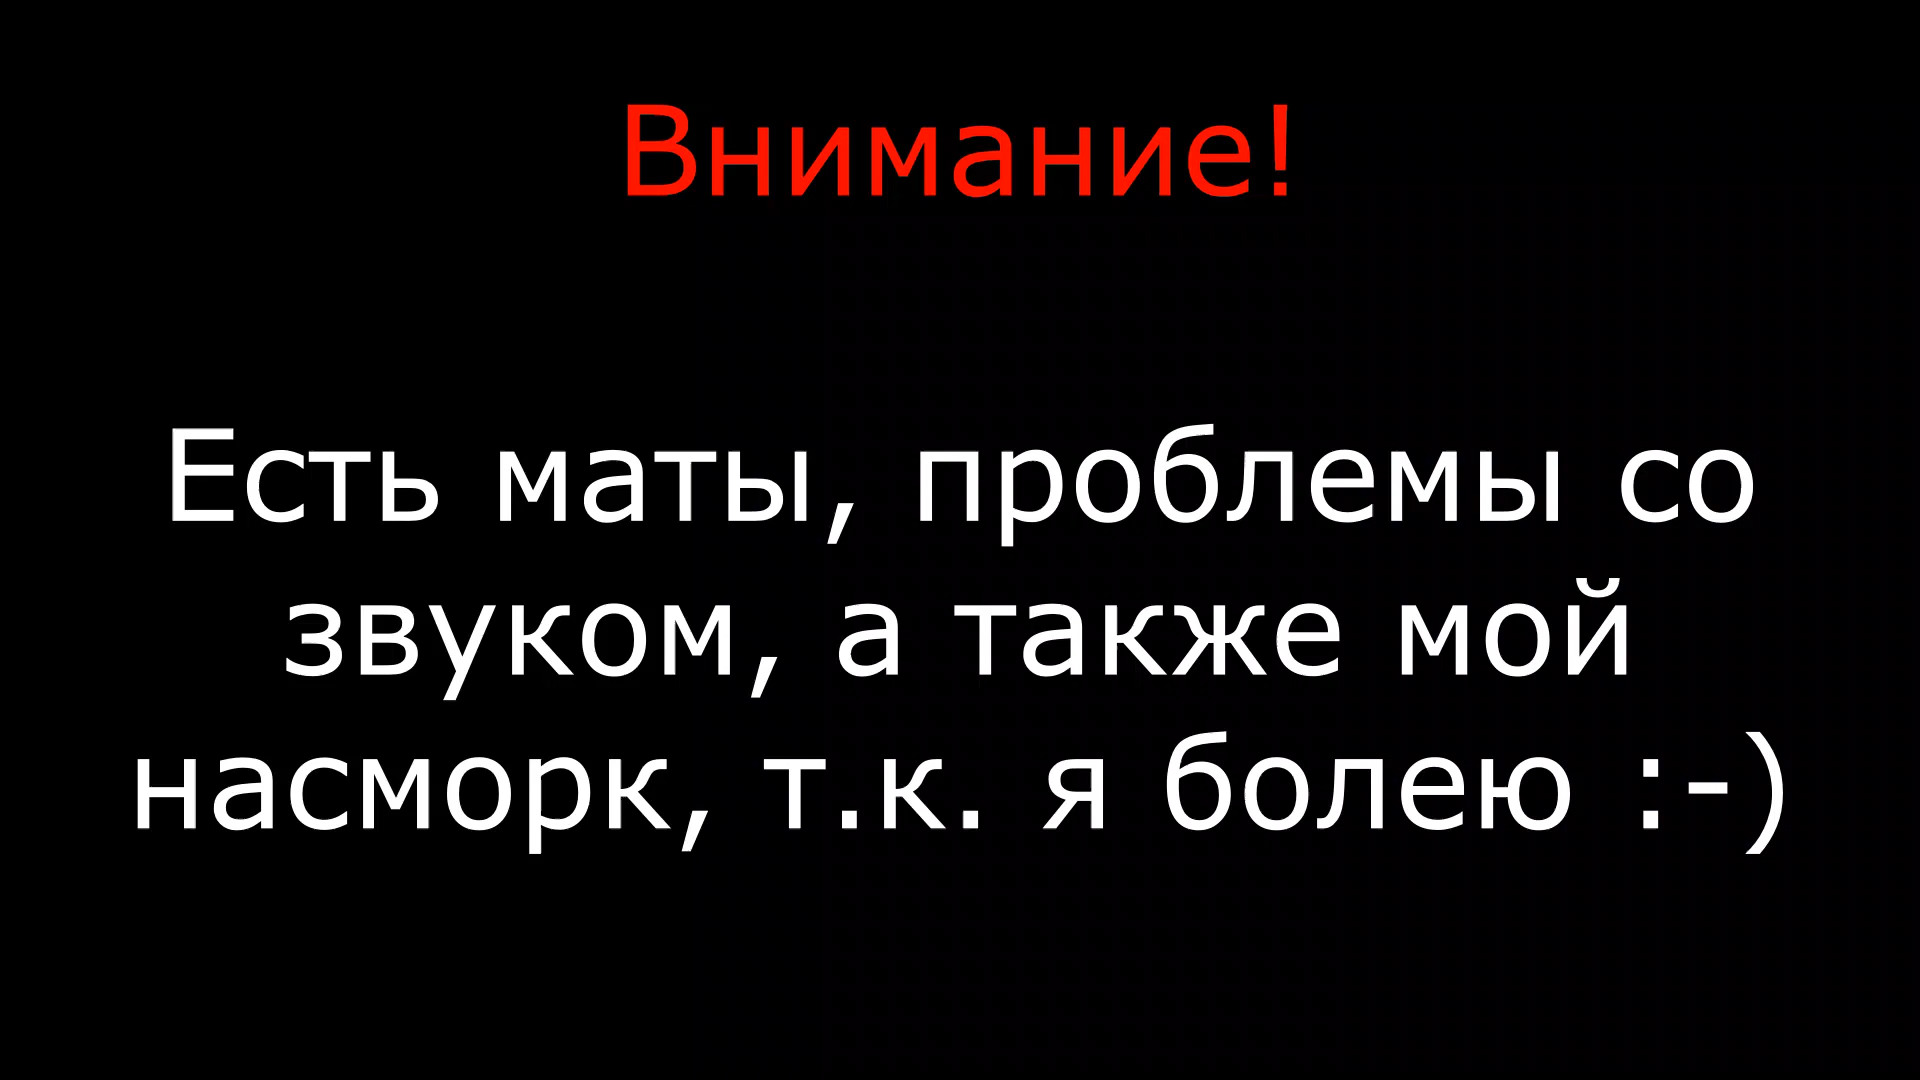 Внимание!
Есть маты, проблемы со
звуком, а также мой
насморк, т.к. я болею :-)